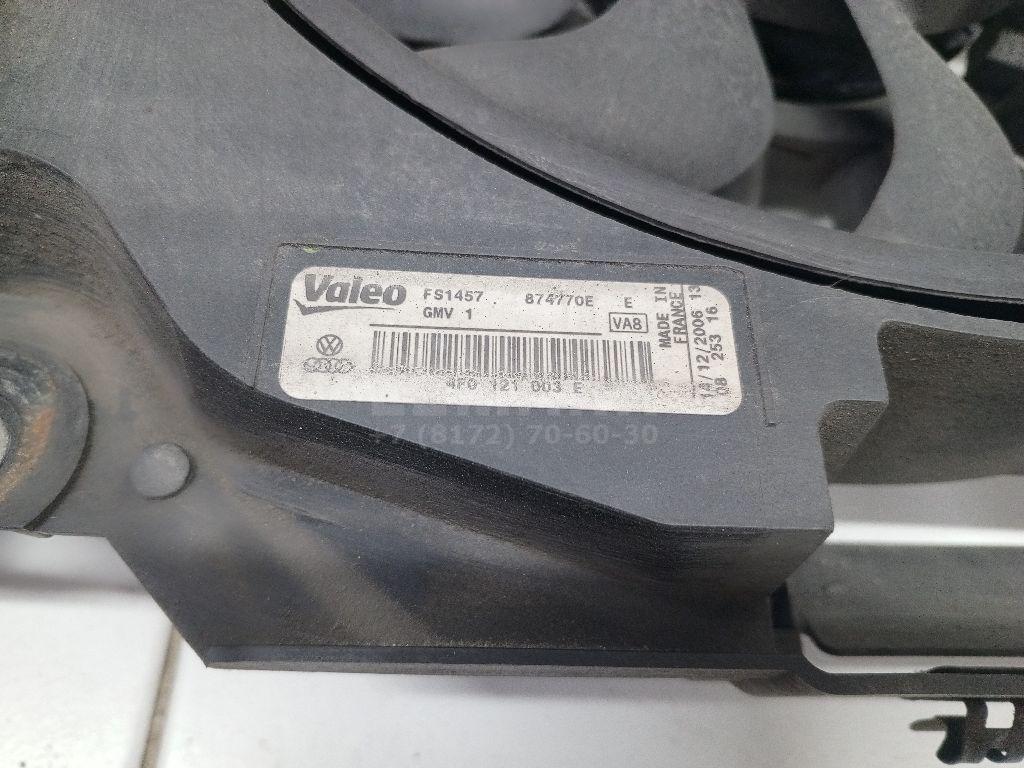 Valeo FS1457. 874770E E
GMV 1 VA8
4F0 121 003 F
MADE IN
FRANCE
14/12/2006 13
08 253 16
+7 (8172) 70-60-30